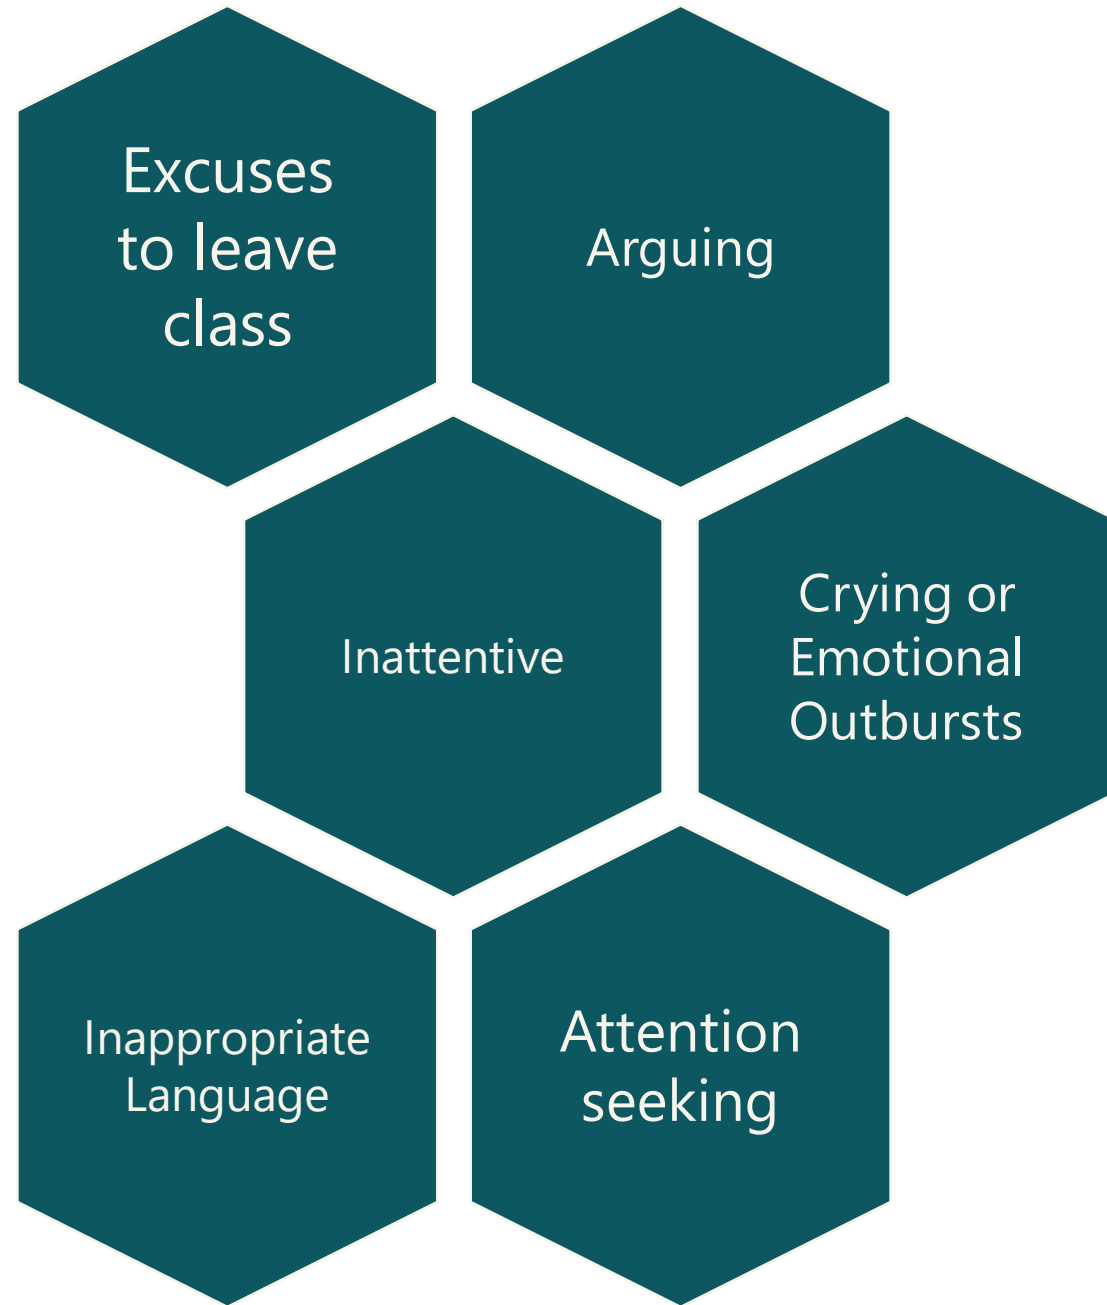 Excuses
to leave
class
Arguing
Inattentive
Crying or
Emotional
Outbursts
Inappropriate
Language
Attention
seeking